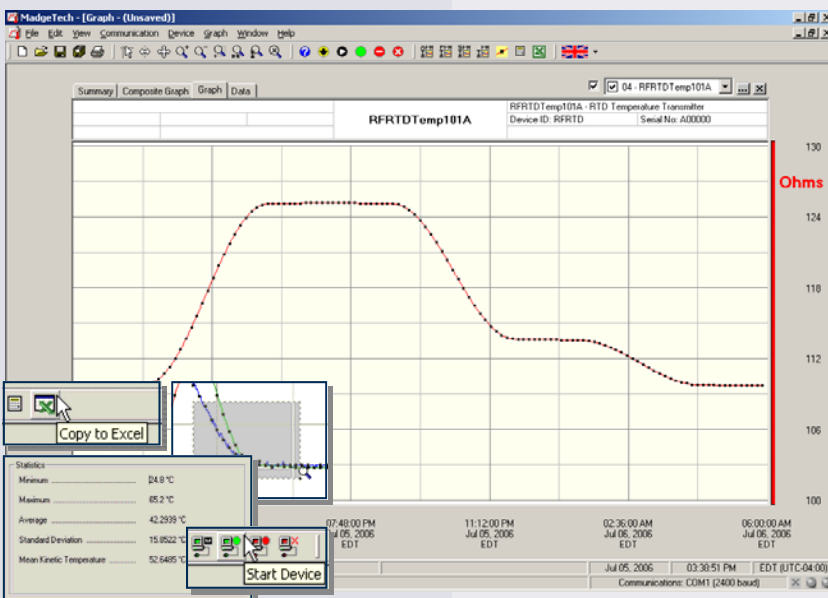 MadgeTech - [Graph - (Unsaved)]
File Edit View Communication Device Graph Window Help
Summary Composite Graph Graph Data
04 - RFRTDTemp101A
RFRTDTemp101A
RFRTDTemp101A - RTD Temperature Transmitter
Device ID: RFRTD Serial No: A00000
130
Ohms
124
118
112
106
100
Copy to Excel
Statistics
Minimum 24.8 °C
Maximum 65.2 °C
Average 42.2939 °C
Standard Deviation 15.8522 °C
Mean Kinetic Temperature 52.6485 °C
Start Device
07:48:00 PM 11:12:00 PM 02:36:00 AM 06:00:00 AM
Jul 05, 2006 Jul 05, 2006 Jul 06, 2006 Jul 06, 2006
EDT EDT EDT EDT
Jul 05, 2006 03:38:51 PM EDT (UTC-04:00)
Communications: COM1 (2400 baud)